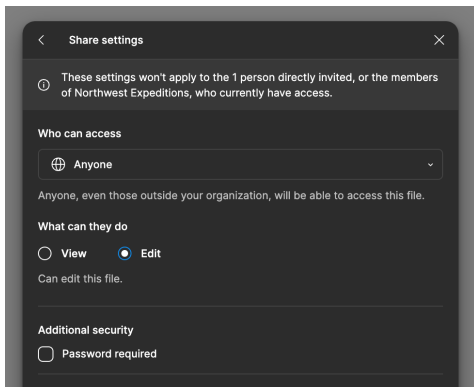 Share settings
These settings won't apply to the 1 person directly invited, or the members
of Northwest Expeditions, who currently have access.
Who can access
Anyone
Anyone, even those outside your organization, will be able to access this file.
What can they do
View
Edit
Can edit this file.
Additional security
Password required